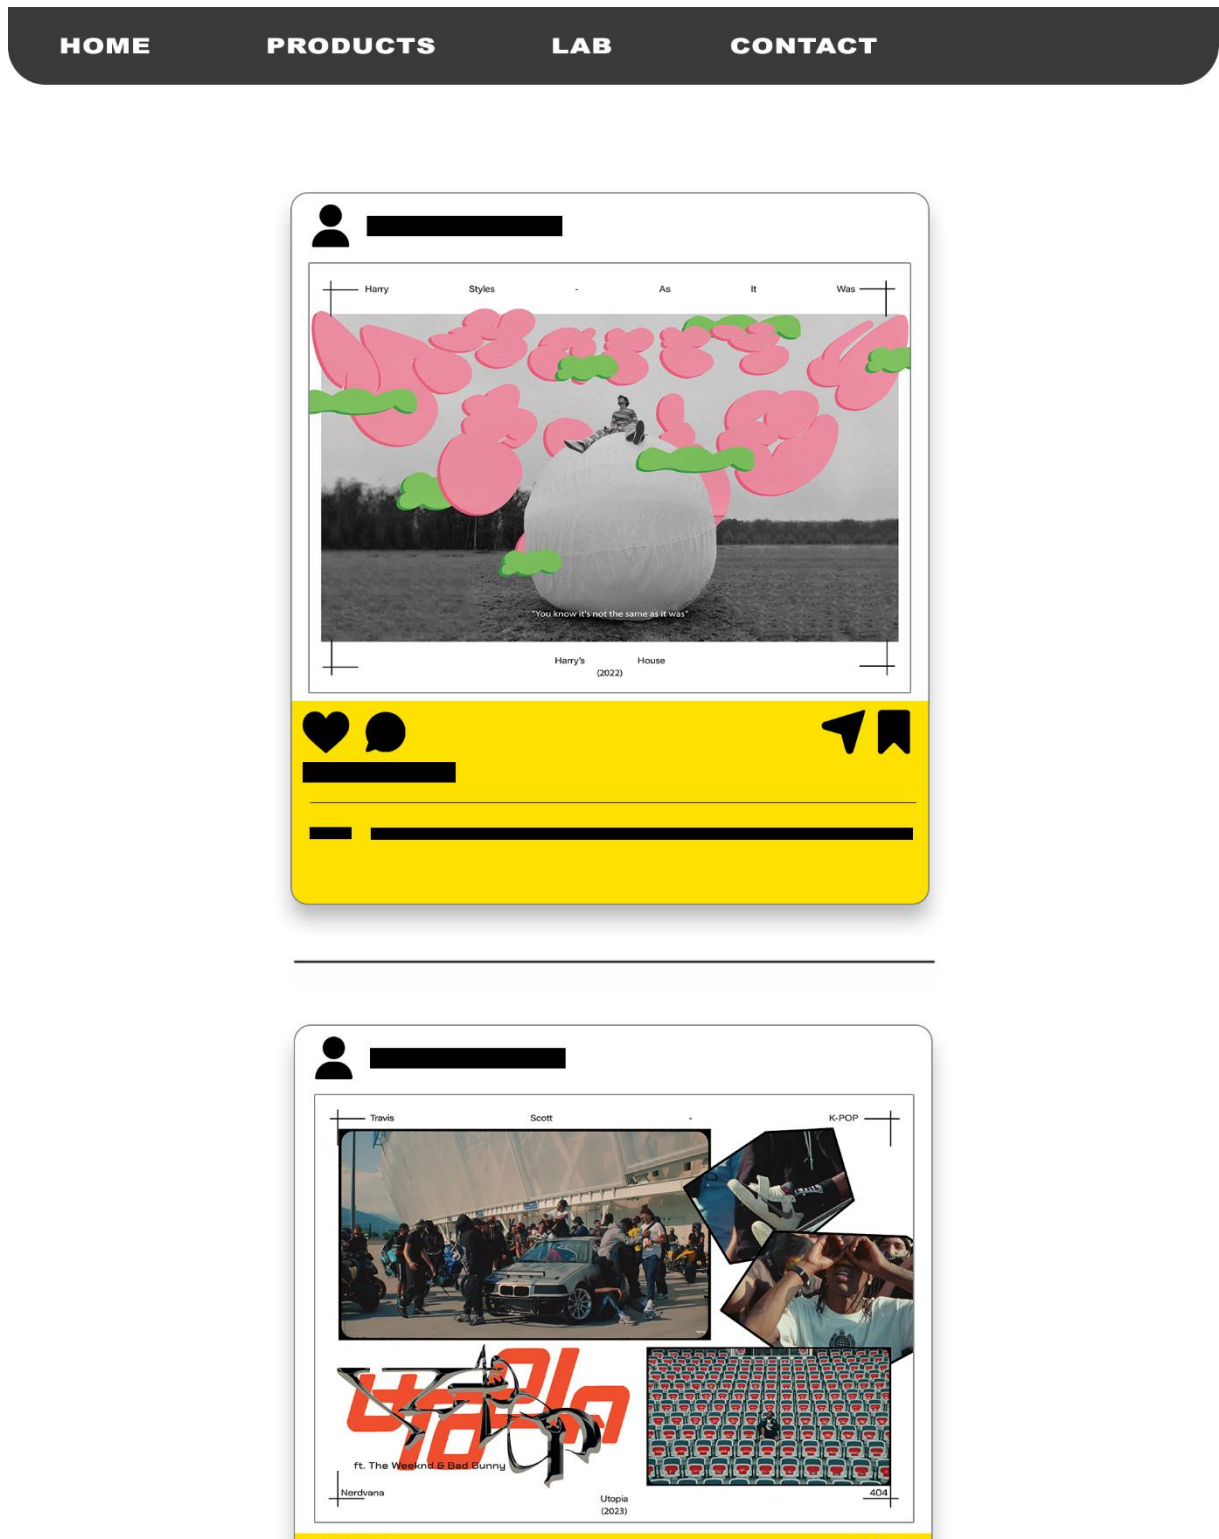 HOME PRODUCTS LAB CONTACT
Harry Styles - As It Was
"You know it's not the same as it was"
Harry's House
(2022)
Travis Scott - K-POP
utopia
ft. The Weeknd & Bad Bunny
Nerdvana
404
Utopia
(2023)